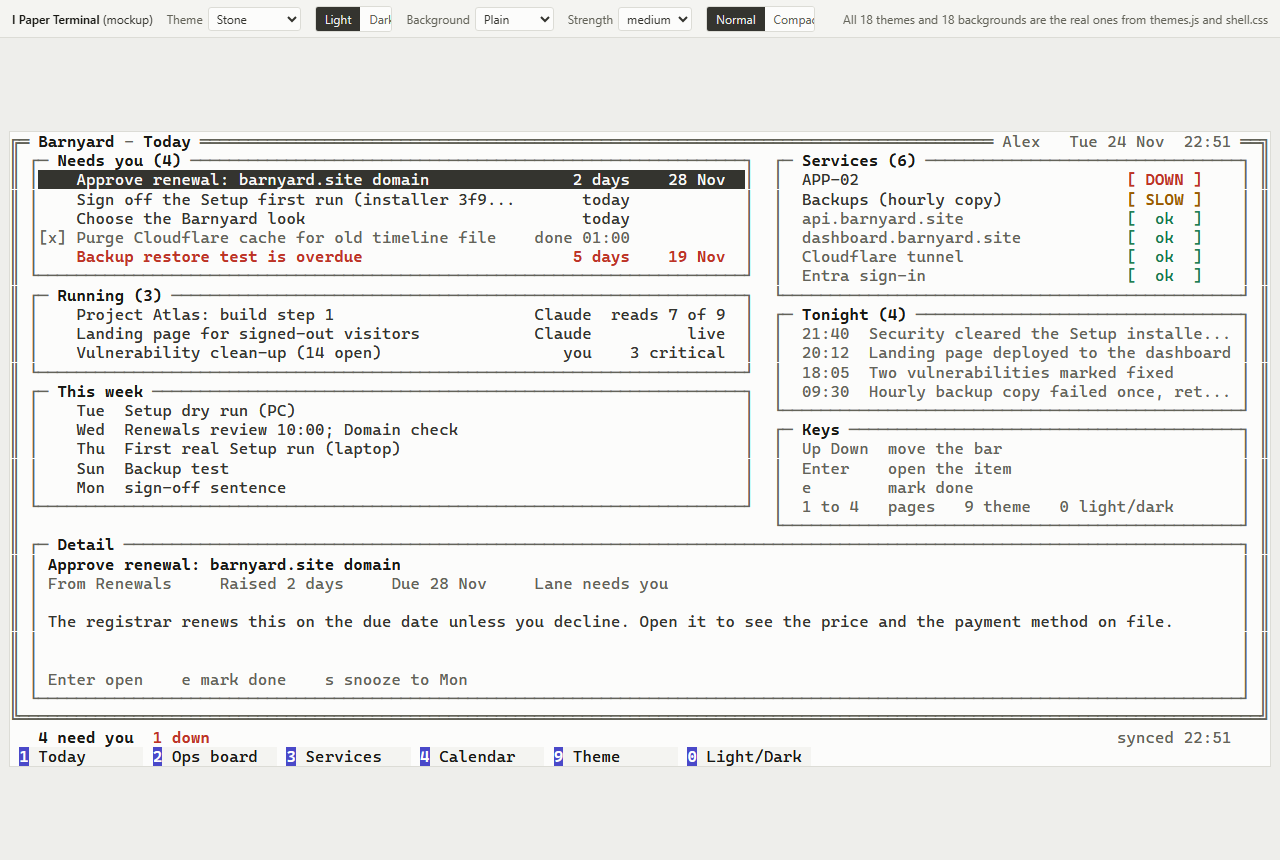 I Paper Terminal (mockup) Theme Stone Light Dark Background Plain Strength medium Normal All 18 themes and 18 backgrounds are the real ones from themes.js and shell.css
Barnyard — Today Alex Tue 24 Nov 22:51
Needs you (4)
Approve renewal: barnyard.site domain 2 days 28 Nov
Sign off the Setup first run (installer 3f9... today
Choose the Barnyard look today
[x] Purge Cloudflare cache for old timeline file done 01:00
Backup restore test is overdue 5 days 19 Nov
Running (3)
Project Atlas: build step 1 Claude reads 7 of 9
Landing page for signed-out visitors Claude live
Vulnerability clean-up (14 open) you 3 critical
This week
Tue Setup dry run (PC)
Wed Renewals review 10:00; Domain check
Thu First real Setup run (laptop)
Sun Backup test
Mon sign-off sentence
Services (6)
APP-02 [ DOWN ]
Backups (hourly copy) [ SLOW ]
api.barnyard.site [ ok ]
dashboard.barnyard.site [ ok ]
Cloudflare tunnel [ ok ]
Entra sign-in [ ok ]
Tonight (4)
21:40 Security cleared the Setup installe...
20:12 Landing page deployed to the dashboard
18:05 Two vulnerabilities marked fixed
09:30 Hourly backup copy failed once, ret...
Keys
Up Down move the bar
Enter open the item
e mark done
1 to 4 pages 9 theme 0 light/dark
Detail
Approve renewal: barnyard.site domain
From Renewals Raised 2 days Due 28 Nov Lane needs you
The registrar renews this on the due date unless you decline. Open it to see the price and the payment method on file.
Enter open e mark done s snooze to Mon
4 need you 1 down synced 22:51
1 Today 2 Ops board 3 Services 4 Calendar 9 Theme 0 Light/Dark